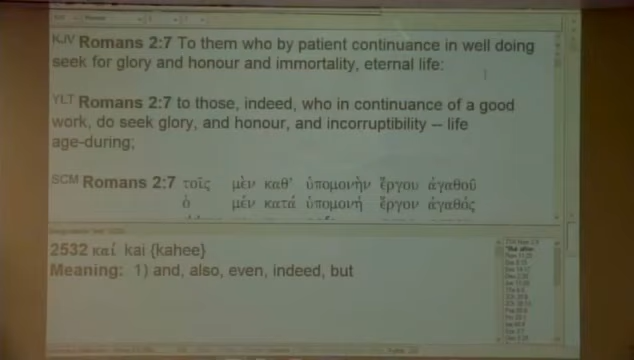 KJV Romans 2:7 To them who by patient continuance in well doing
seek for glory and honour and immortality, eternal life:
YLT Romans 2:7 to those, indeed, who in continuance of a good
work, do seek glory, and honour, and incorruptibility -- life
age-during;
SCM Romans 2:7 τοῖς μὲν καθ' ὑπομονὴν ἔργου ἀγαθοῦ
ὁ μέν κατά ὑπομονή ἔργον ἀγαθός
2532 καί kai {kahee}
Meaning: 1) and, also, even, indeed, but